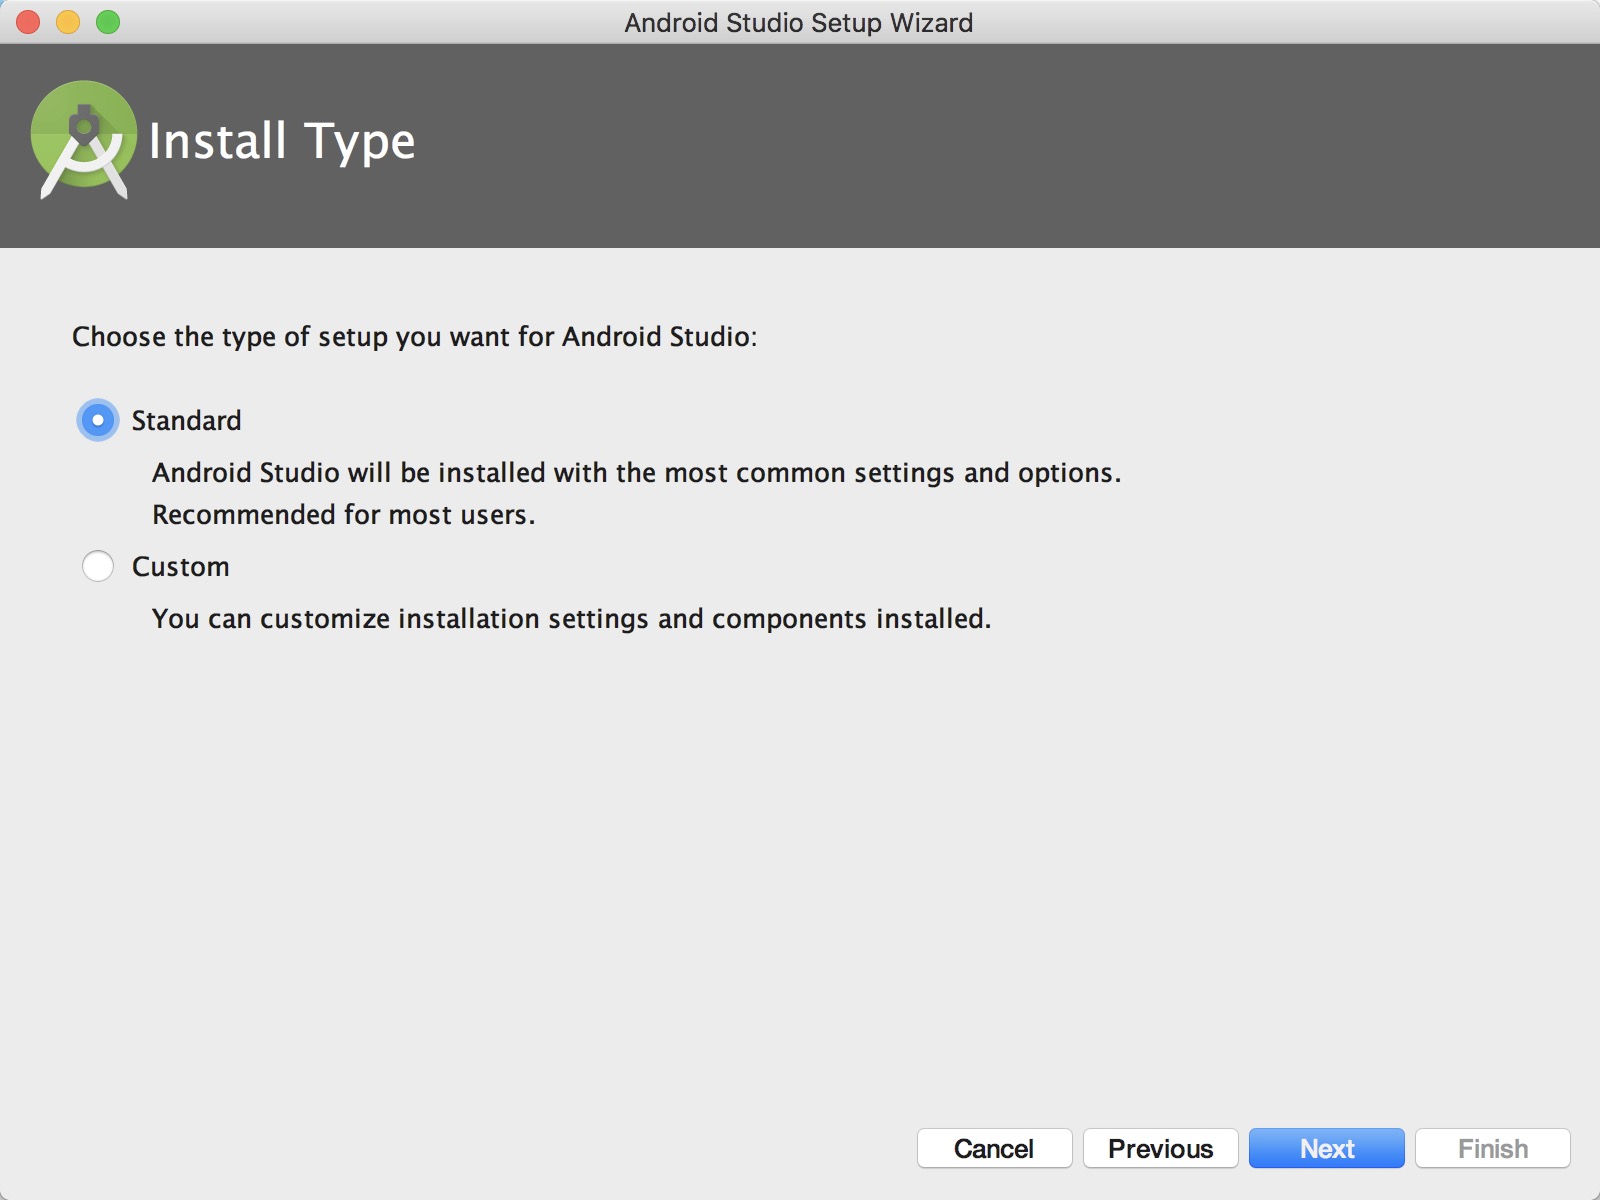 Android Studio Setup Wizard
Install Type
Choose the type of setup you want for Android Studio:
Standard
Android Studio will be installed with the most common settings and options.
Recommended for most users.
Custom
You can customize installation settings and components installed.
Cancel Previous Next Finish